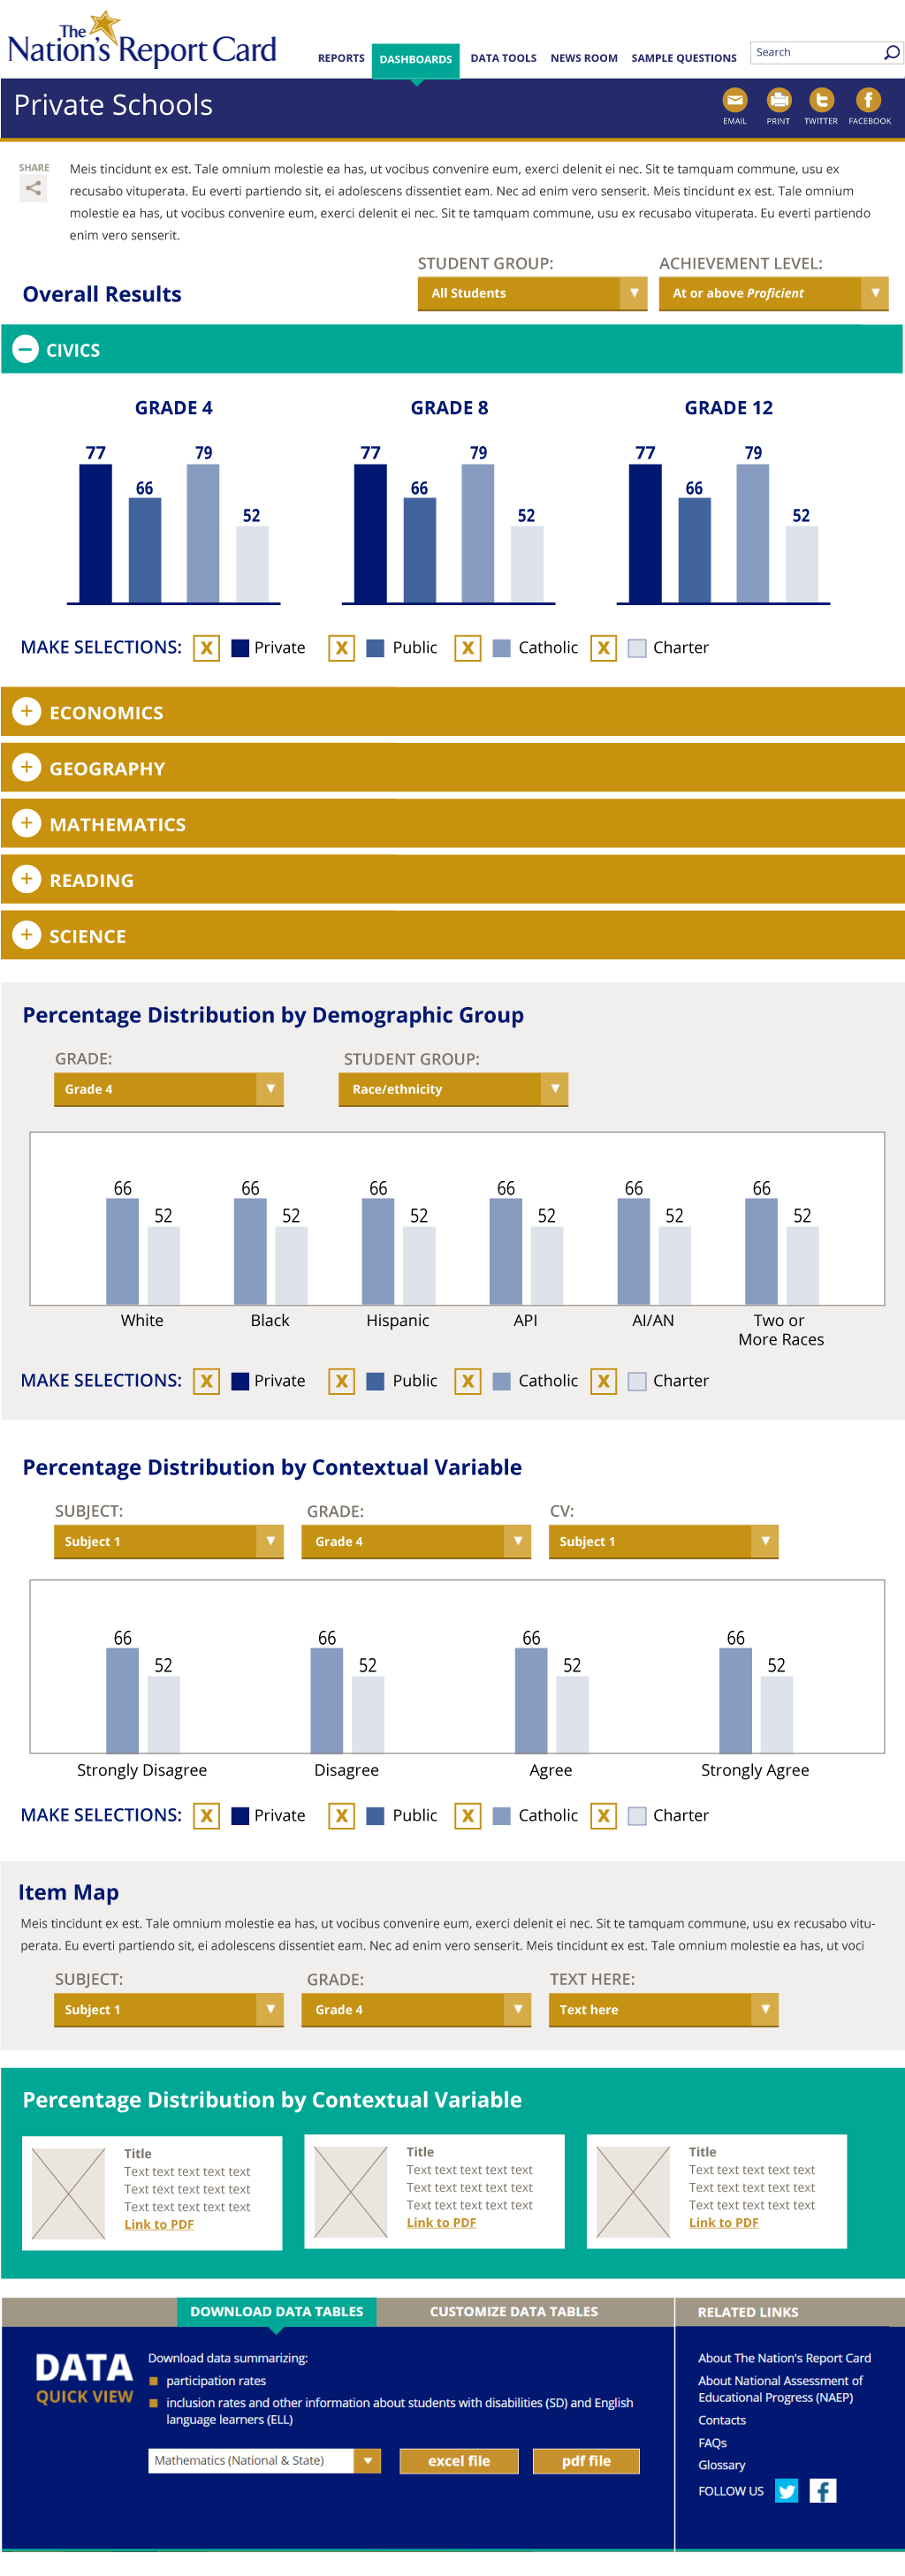 The
Nation's Report Card
REPORTS DASHBOARDS DATA TOOLS NEWS ROOM SAMPLE QUESTIONS Search
Private Schools
EMAIL PRINT TWITTER FACEBOOK
SHARE
Meis tincidunt ex est. Tale omnium molestie ea has, ut vocibus convenire eum, exerci delenit ei nec. Sit te tamquam commune, usu ex
recusabo vituperata. Eu everti partiendo sit, ei adolescens dissentiet eam. Nec ad enim vero senserit. Meis tincidunt ex est. Tale omnium
molestie ea has, ut vocibus convenire eum, exerci delenit ei nec. Sit te tamquam commune, usu ex recusabo vituperata. Eu everti partiendo
enim vero senserit.
STUDENT GROUP: ACHIEVEMENT LEVEL:
Overall Results All Students At or above Proficient
CIVICS
GRADE 4 GRADE 8 GRADE 12
77 66 79 52 77 66 79 52 77 66 79 52
MAKE SELECTIONS: X Private X Public X Catholic X Charter
ECONOMICS
GEOGRAPHY
MATHEMATICS
READING
SCIENCE
Percentage Distribution by Demographic Group
GRADE: STUDENT GROUP:
Grade 4 Race/ethnicity
66 52 66 52 66 52 66 52 66 52 66 52
White Black Hispanic API AI/AN Two or
More Races
MAKE SELECTIONS: X Private X Public X Catholic X Charter
Percentage Distribution by Contextual Variable
SUBJECT: GRADE: CV:
Subject 1 Grade 4 Subject 1
66 52 66 52 66 52 66 52
Strongly Disagree Disagree Agree Strongly Agree
MAKE SELECTIONS: X Private X Public X Catholic X Charter
Item Map
Meis tincidunt ex est. Tale omnium molestie ea has, ut vocibus convenire eum, exerci delenit ei nec. Sit te tamquam commune, usu ex recusabo vitu-
perata. Eu everti partiendo sit, ei adolescens dissentiet eam. Nec ad enim vero senserit. Meis tincidunt ex est. Tale omnium molestie ea has, ut voci
SUBJECT: GRADE: TEXT HERE:
Subject 1 Grade 4 Text here
Percentage Distribution by Contextual Variable
Title
Text text text text text
Text text text text text
Text text text text text
Link to PDF
Title
Text text text text text
Text text text text text
Text text text text text
Link to PDF
Title
Text text text text text
Text text text text text
Text text text text text
Link to PDF
DOWNLOAD DATA TABLES CUSTOMIZE DATA TABLES
DATA
QUICK VIEW
Download data summarizing:
participation rates
inclusion rates and other information about students with disabilities (SD) and English
language learners (ELL)
Mathematics (National & State) excel file pdf file
RELATED LINKS
About The Nation's Report Card
About National Assessment of
Educational Progress (NAEP)
Contacts
FAQs
Glossary
FOLLOW US